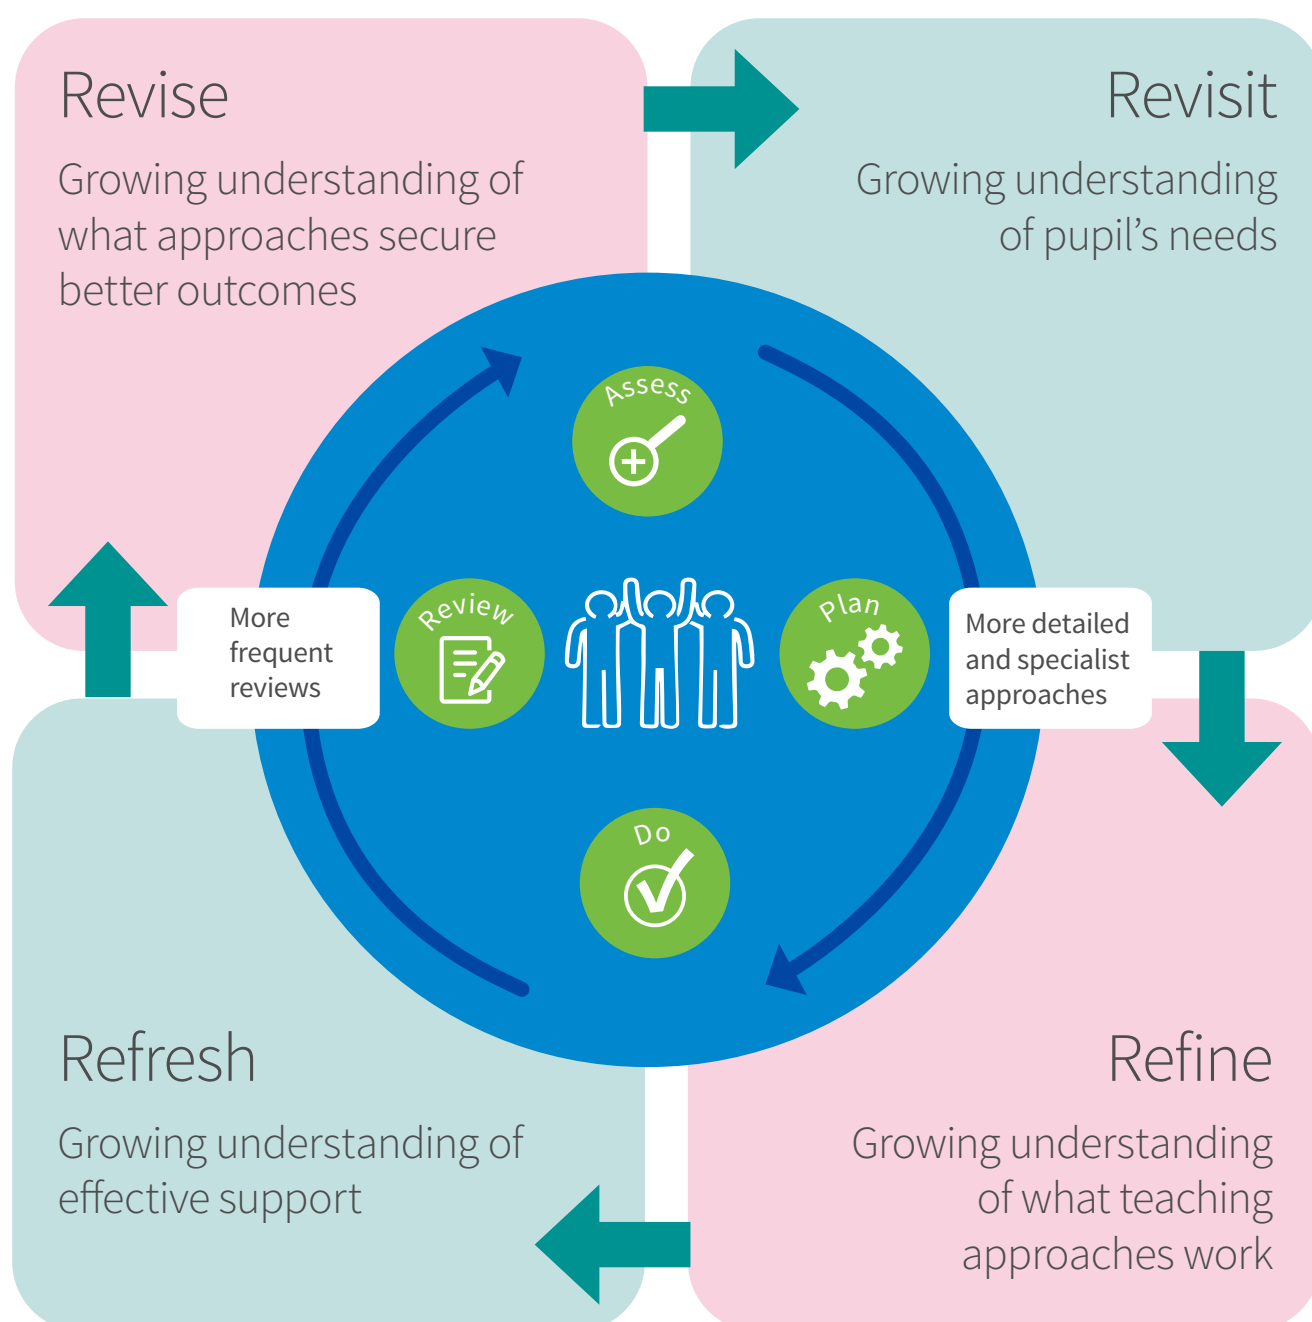 Revise
Growing understanding of
what approaches secure
better outcomes
Revisit
Growing understanding
of pupil’s needs
Assess
Review
Plan
Do
More
frequent
reviews
More detailed
and specialist
approaches
Refresh
Growing understanding of
effective support
Refine
Growing understanding
of what teaching
approaches work